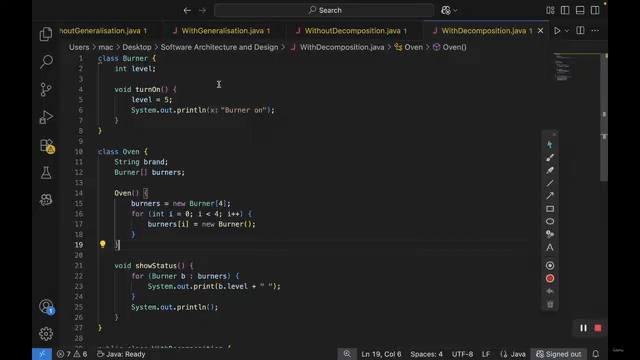 Search
thoutGeneralisation.java 1
WithGeneralisation.java 1
WithoutDecomposition.java 1
WithDecomposition.java 1
Users > mac > Desktop > Software Architecture and Design > WithDecomposition.java > Oven > Oven()
1 class Burner {
2 int level;
3
4 void turnOn() {
5 level = 5;
6 System.out.println(x: "Burner on");
7 }
8 }
9
10 class Oven {
11 String brand;
12 Burner[] burners;
13
14 Oven() {
15 burners = new Burner[4];
16 for (int i = 0; i < 4; i++) {
17 burners[i] = new Burner();
18 }
19 }
20
21 void showStatus() {
22 for (Burner b : burners) {
23 System.out.print(b.level + " ");
24 }
25 System.out.println();
26 }
27 }
28
Java: Ready
Ln 19, Col 6
Spaces: 4
UTF-8
LF
Java
Signed out